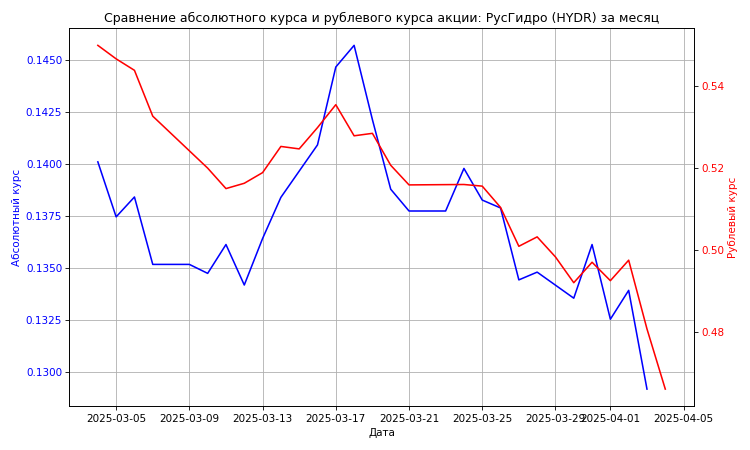 Сравнение абсолютного курса и рублевого курса акции: РусГидро (HYDR) за месяц
0.1450
0.1425
0.1400
0.1375
0.1350
0.1325
0.1300
Абсолютный курс
0.54
0.52
0.50
0.48
Рублевый курс
2025-03-05 2025-03-09 2025-03-13 2025-03-17 2025-03-21 2025-03-25 2025-03-29 2025-04-01 2025-04-05
Дата